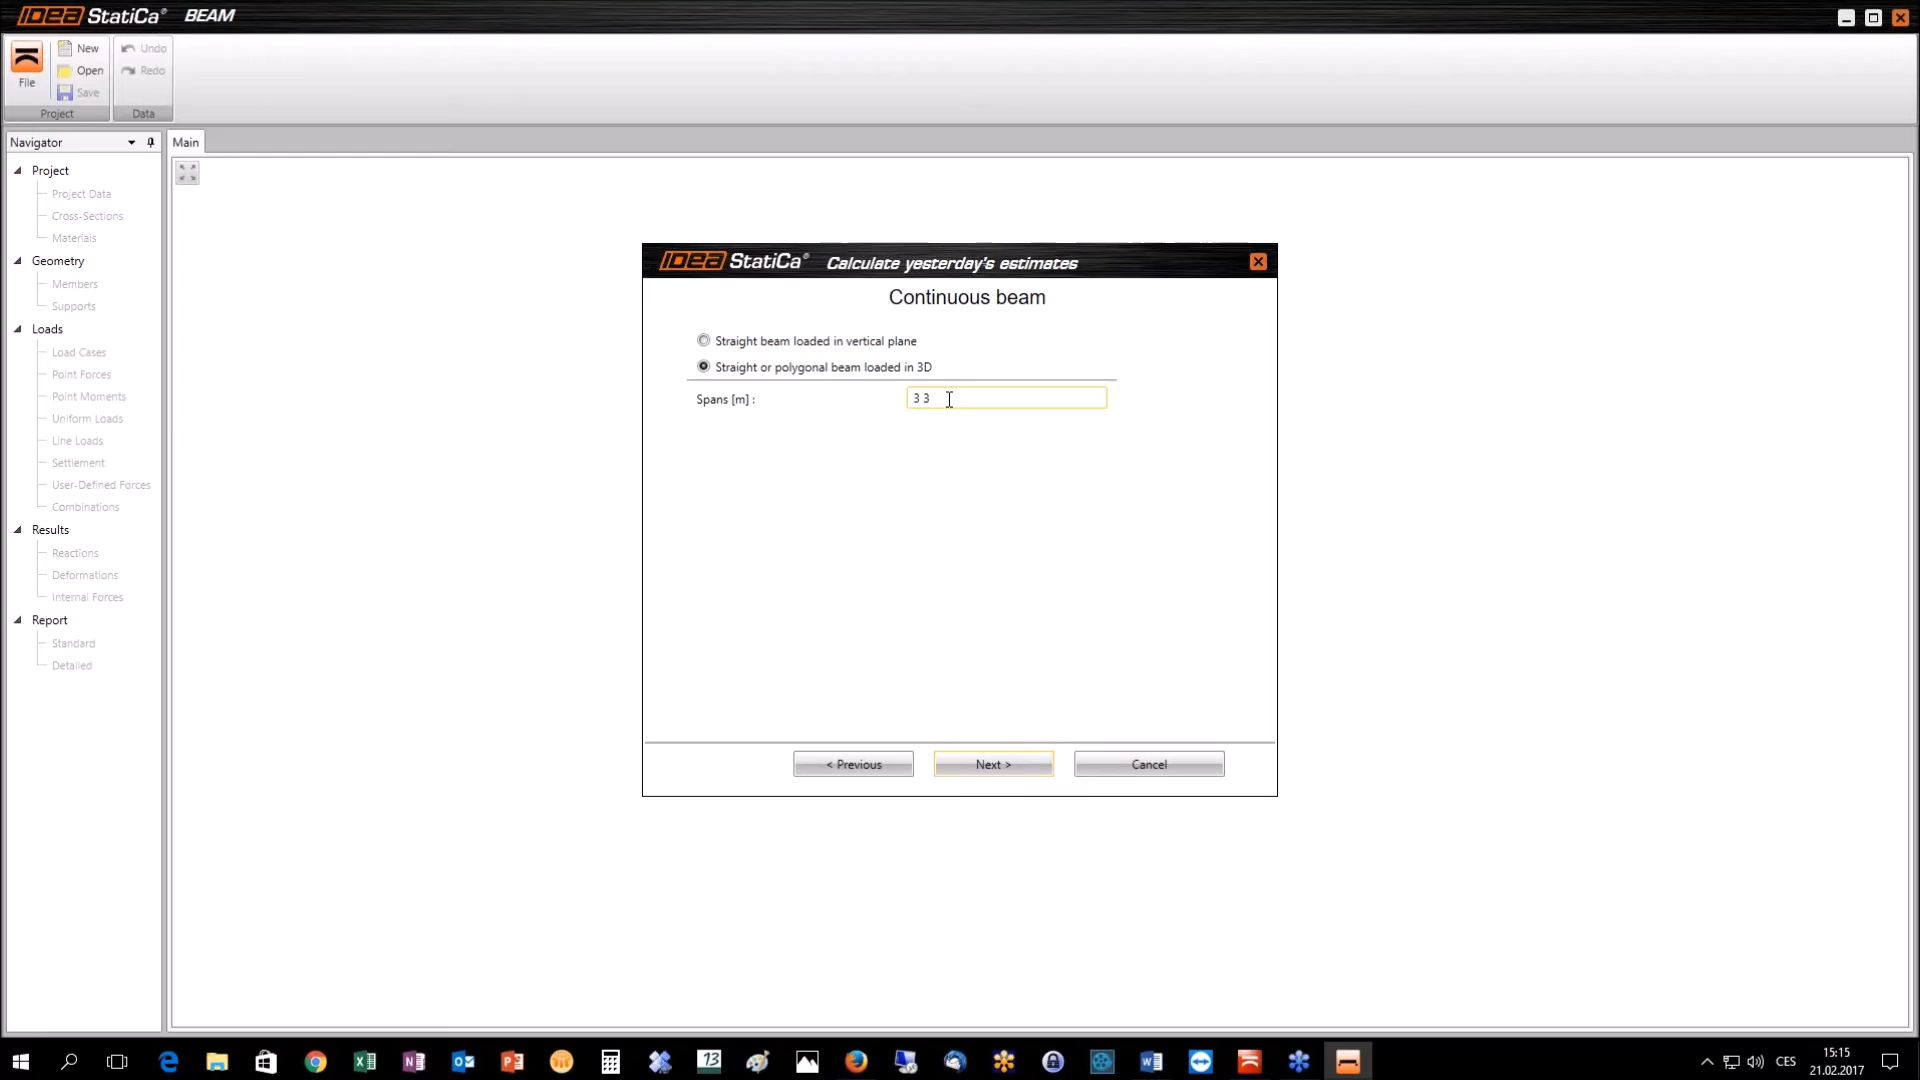 IDEA StatiCa® BEAM
File
New
Open
Save
Project
Undo
Redo
Data
Navigator
Main
Project
Project Data
Cross-Sections
Materials
Geometry
Members
Supports
Loads
Load Cases
Point Forces
Point Moments
Uniform Loads
Line Loads
Settlement
User-Defined Forces
Combinations
Results
Reactions
Deformations
Internal Forces
Report
Standard
Detailed
IDEA StatiCa® Calculate yesterday's estimates
Continuous beam
Straight beam loaded in vertical plane
Straight or polygonal beam loaded in 3D
Spans [m] :
3 3
< Previous
Next >
Cancel
13
CES
15:15
21.02.2017